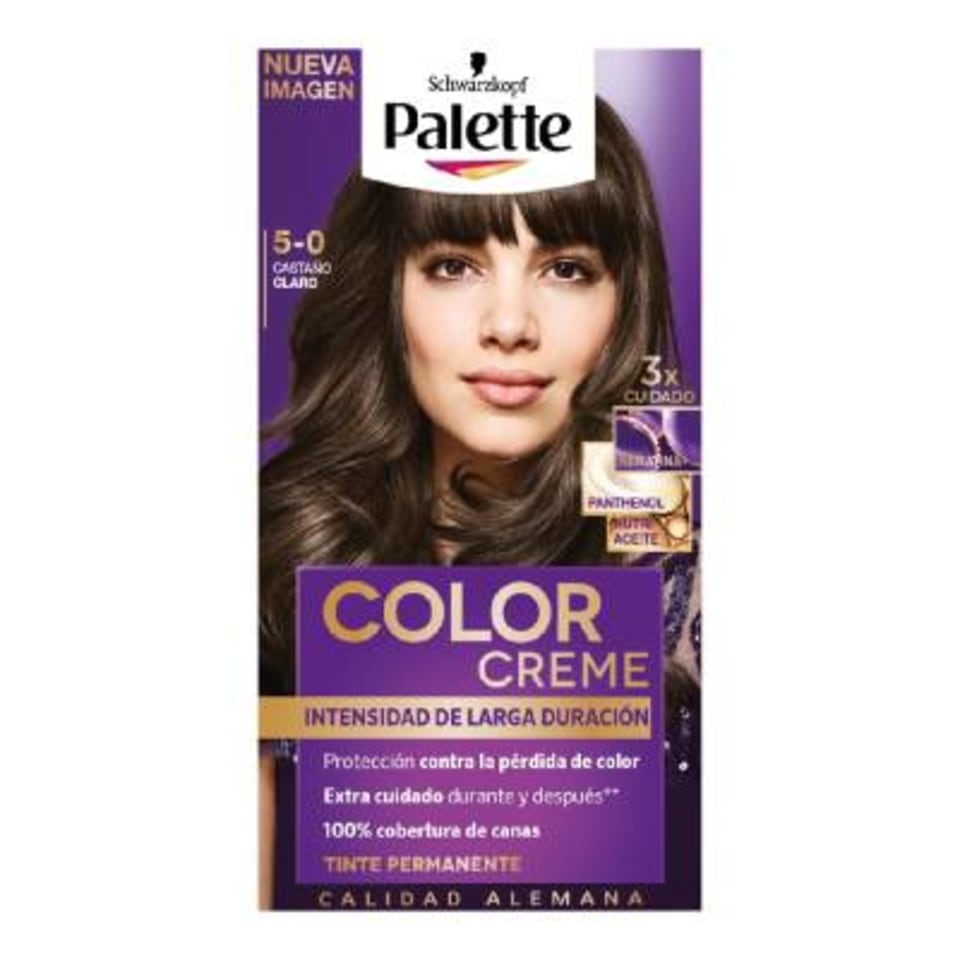 NUEVA
IMAGEN
Schwarzkopf
Palette
5-0
CASTAÑO
CLARO
3x
CUIDADO
KERATINA+
PANTHENOL
NUTRI
ACEITE
COLOR
CREME
INTENSIDAD DE LARGA DURACIÓN
Protección contra la pérdida de color
Extra cuidado durante y después**
100% cobertura de canas
TINTE PERMANENTE
CALIDAD ALEMANA